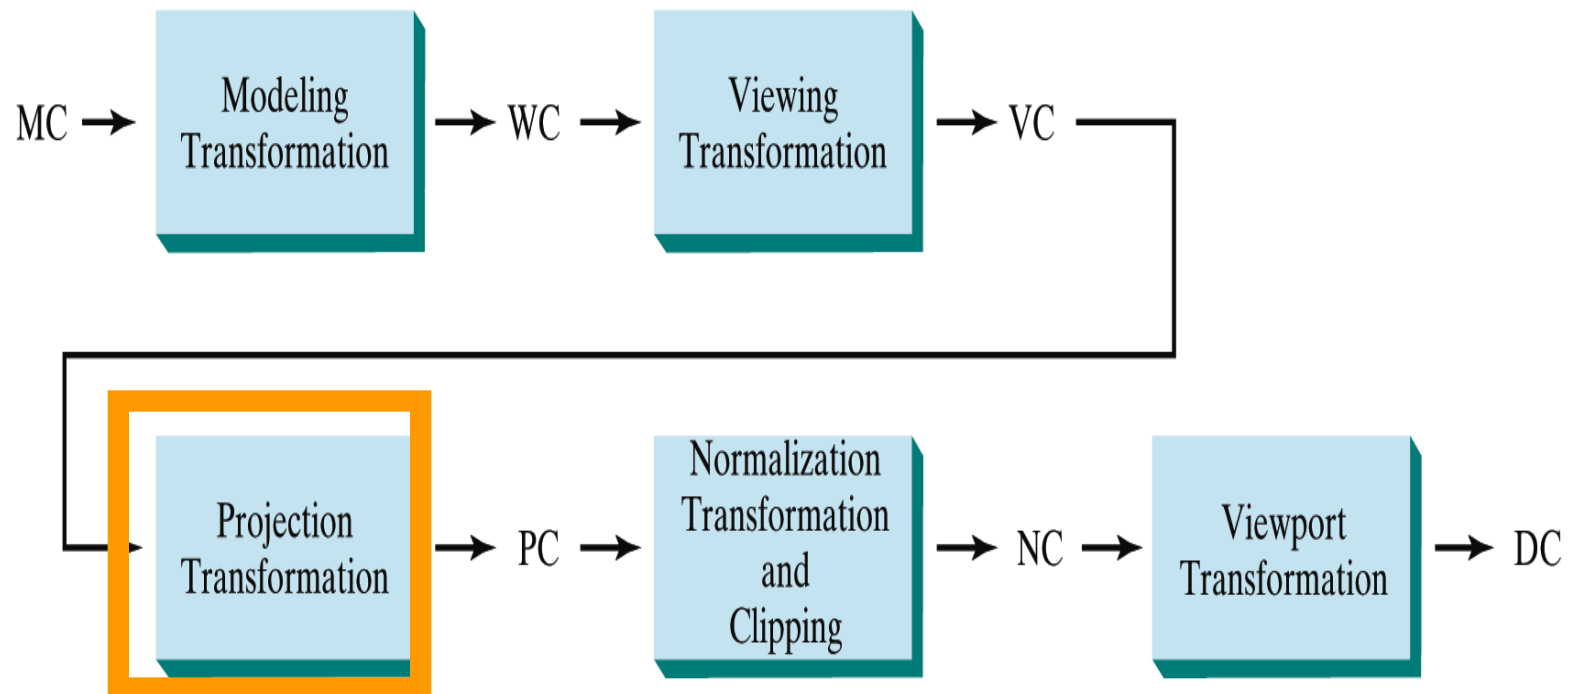 MC
Modeling
Transformation
WC
Viewing
Transformation
VC
Projection
Transformation
PC
Normalization
Transformation
and
Clipping
NC
Viewport
Transformation
DC